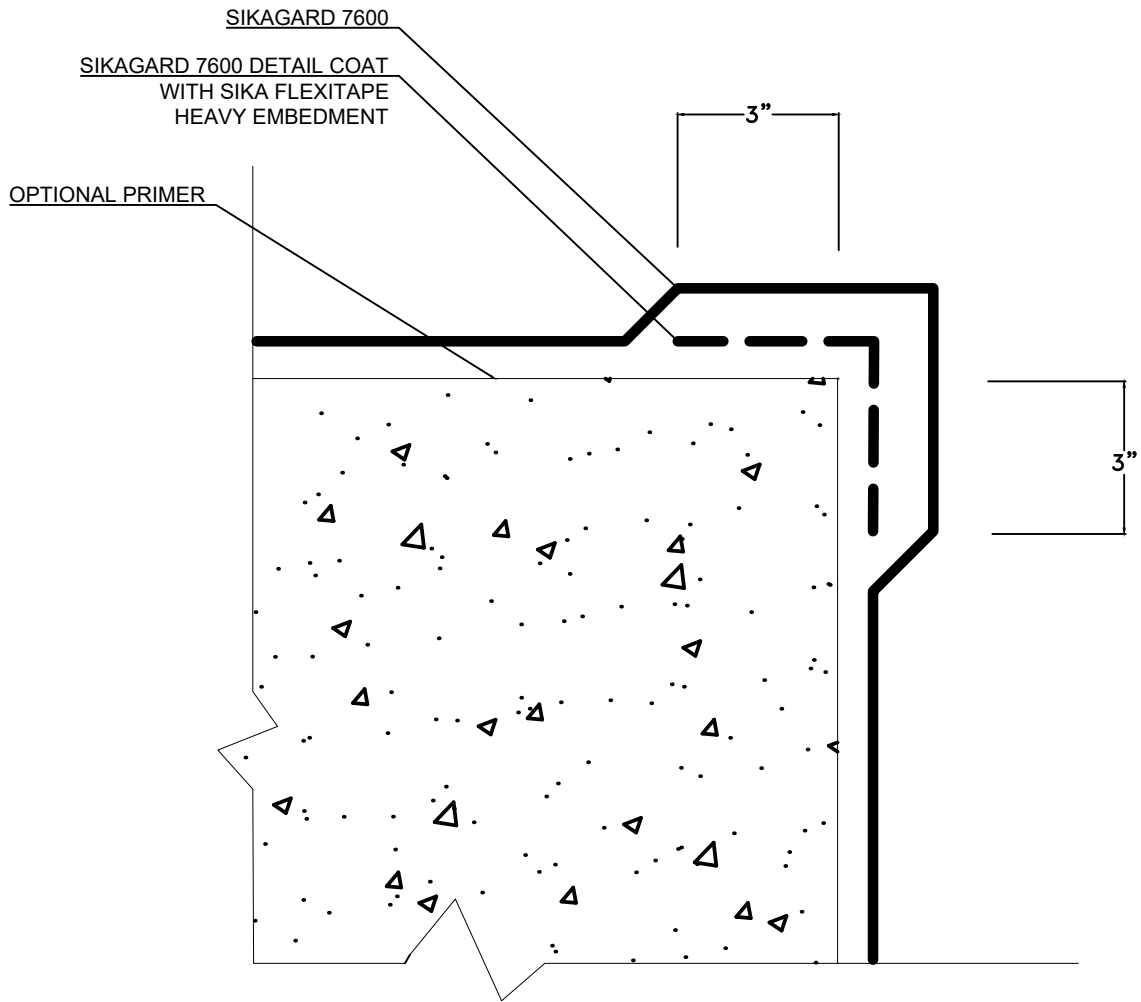 SIKAGARD 7600
SIKAGARD 7600 DETAIL COAT
WITH SIKA FLEXITAPE
HEAVY EMBEDMENT
3”
OPTIONAL PRIMER
3”